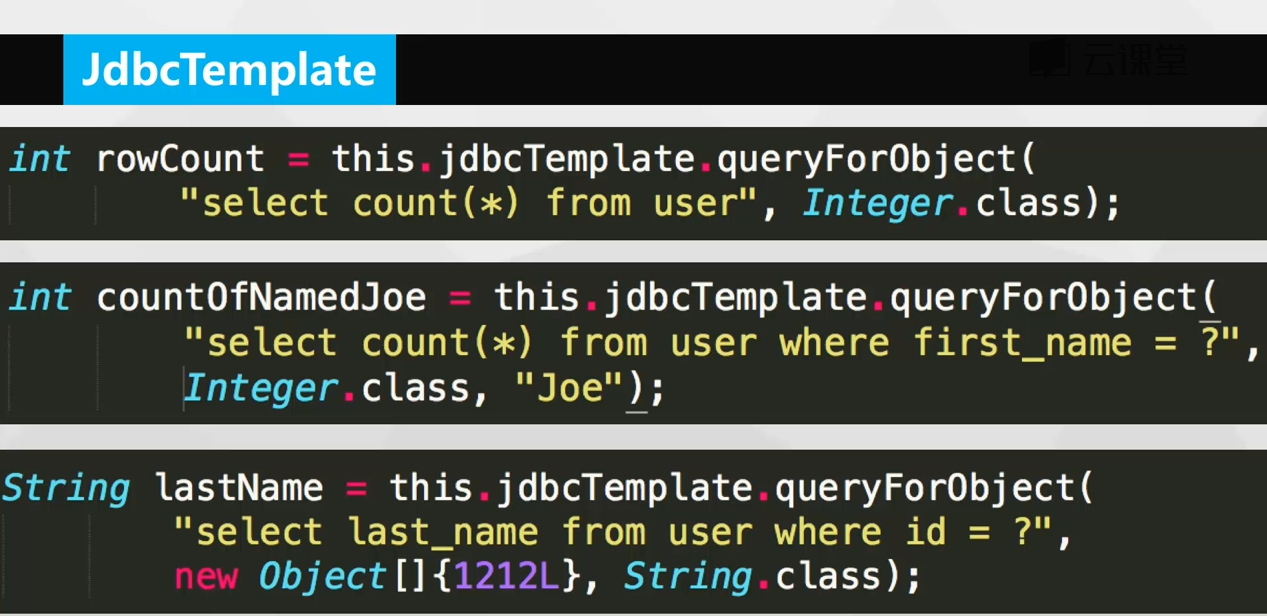 JdbcTemplate
云课堂
int rowCount = this.jdbcTemplate.queryForObject(
"select count(*) from user", Integer.class);
int countOfNamedJoe = this.jdbcTemplate.queryForObject(
"select count(*) from user where first_name = ?",
Integer.class, "Joe");
String lastName = this.jdbcTemplate.queryForObject(
"select last_name from user where id = ?",
new Object[]{1212L}, String.class);